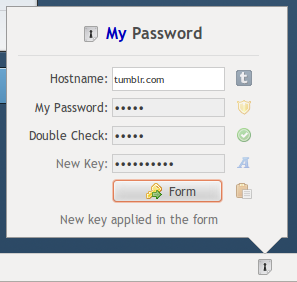 My Password
Hostname: tumblr.com
My Password: •••••
Double Check: •••••
New Key: ••••••••••
Form
New key applied in the form